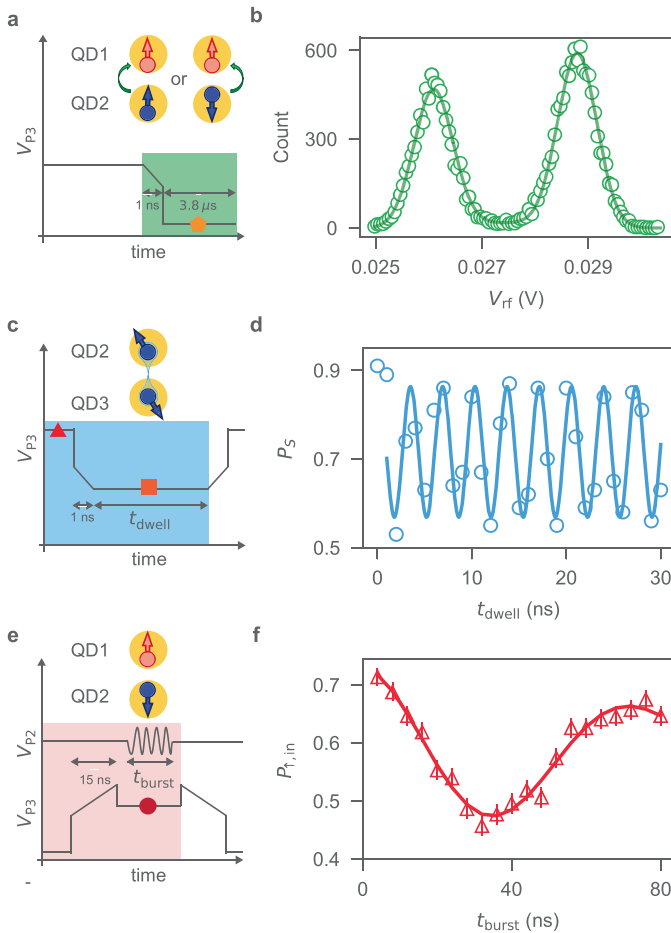 a
QD1
or
QD2
V_P3
1 ns
3.8 μs
time
b
600
300
0
Count
0.025
0.027
0.029
V_rf (V)
c
QD2
QD3
V_P3
1 ns
t_dwell
time
d
0.9
0.7
0.5
P_S
0
10
20
30
t_dwell (ns)
e
QD1
QD2
V_P2
15 ns
t_burst
V_P3
time
-
f
0.7
0.6
0.5
0.4
P_↑,in
0
40
80
t_burst (ns)